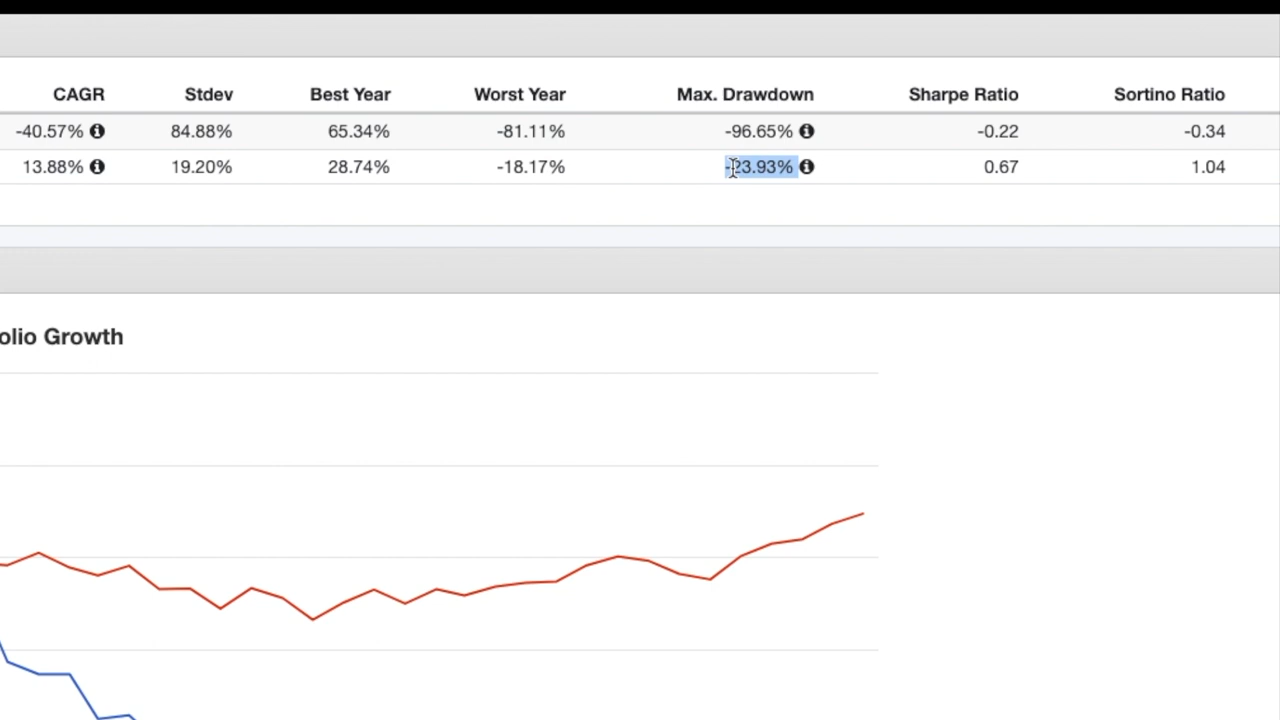 CAGR Stdev Best Year Worst Year Max. Drawdown Sharpe Ratio Sortino Ratio
-40.57% 84.88% 65.34% -81.11% -96.65% -0.22 -0.34
13.88% 19.20% 28.74% -18.17% -23.93% 0.67 1.04
olio Growth